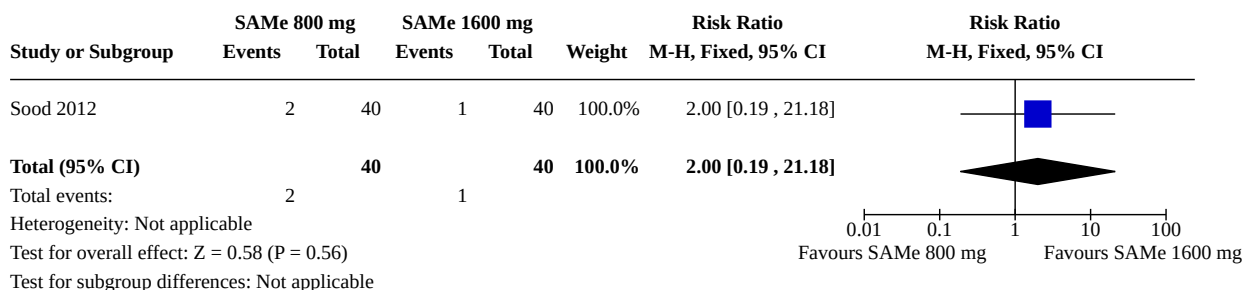 SAMe 800 mg SAMe 1600 mg Risk Ratio Risk Ratio
Study or Subgroup Events Total Events Total Weight M-H, Fixed, 95% CI M-H, Fixed, 95% CI
Sood 2012 2 40 1 40 100.0% 2.00 [0.19 , 21.18]
Total (95% CI) 40 40 100.0% 2.00 [0.19 , 21.18]
Total events: 2 1
Heterogeneity: Not applicable
0.01 0.1 1 10 100
Test for overall effect: Z = 0.58 (P = 0.56)
Favours SAMe 800 mg Favours SAMe 1600 mg
Test for subgroup differences: Not applicable